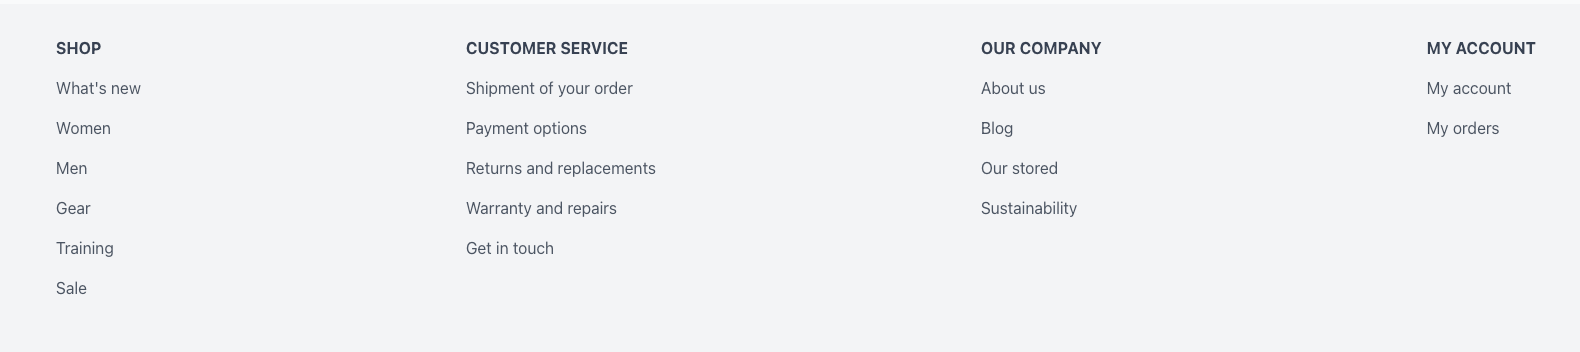 SHOP
What's new
Women
Men
Gear
Training
Sale
CUSTOMER SERVICE
Shipment of your order
Payment options
Returns and replacements
Warranty and repairs
Get in touch
OUR COMPANY
About us
Blog
Our stored
Sustainability
MY ACCOUNT
My account
My orders